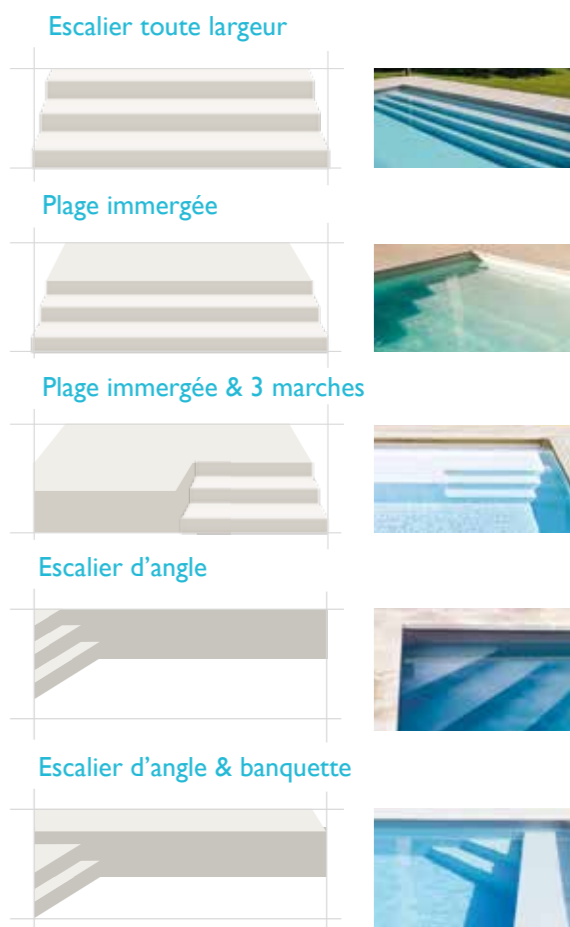 Escalier toute largeur
Plage immergée
Plage immergée & 3 marches
Escalier d'angle
Escalier d'angle & banquette